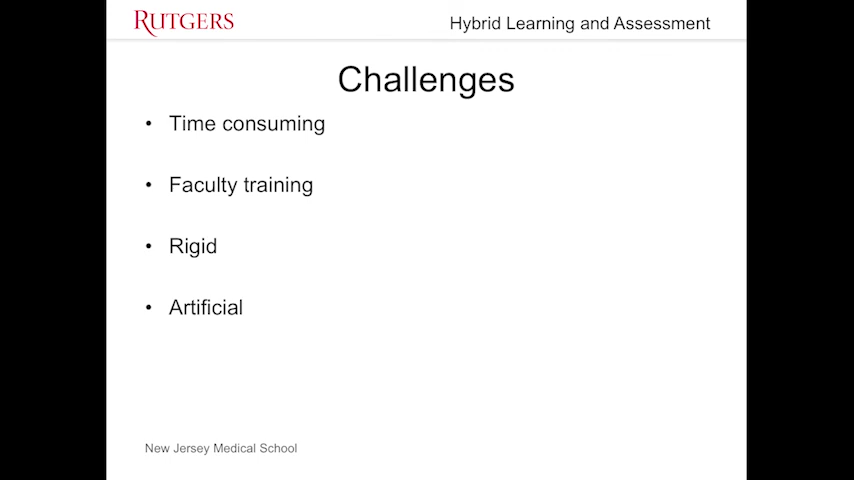 RUTGERS
Hybrid Learning and Assessment
Challenges
• Time consuming
• Faculty training
• Rigid
• Artificial
New Jersey Medical School